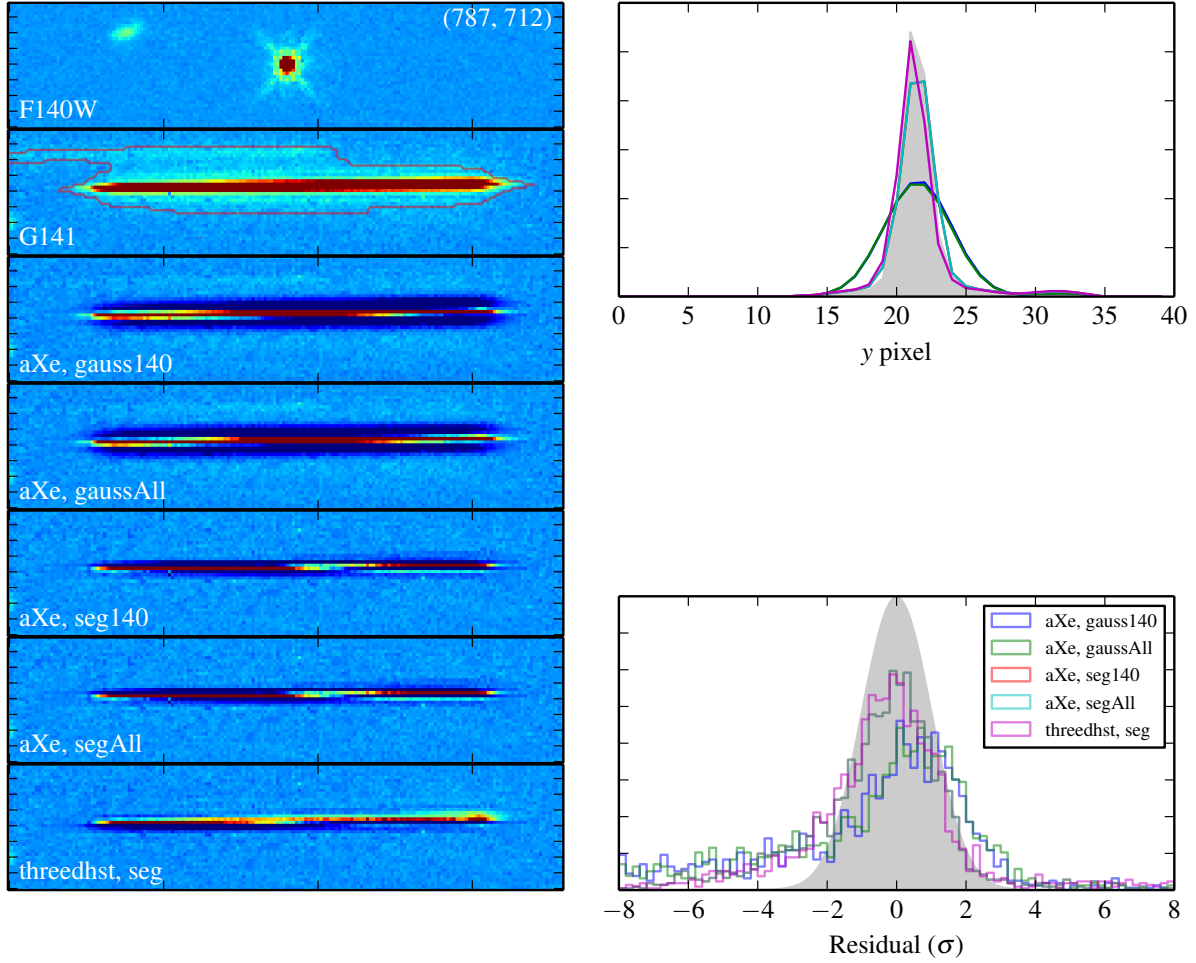 (787, 712)
F140W
G141
aXe, gauss140
aXe, gaussAll
aXe, seg140
aXe, segAll
threedhst, seg
0 5 10 15 20 25 30 35 40
y pixel
aXe, gauss140
aXe, gaussAll
aXe, seg140
aXe, segAll
threedhst, seg
−8 −6 −4 −2 0 2 4 6 8
Residual (σ)